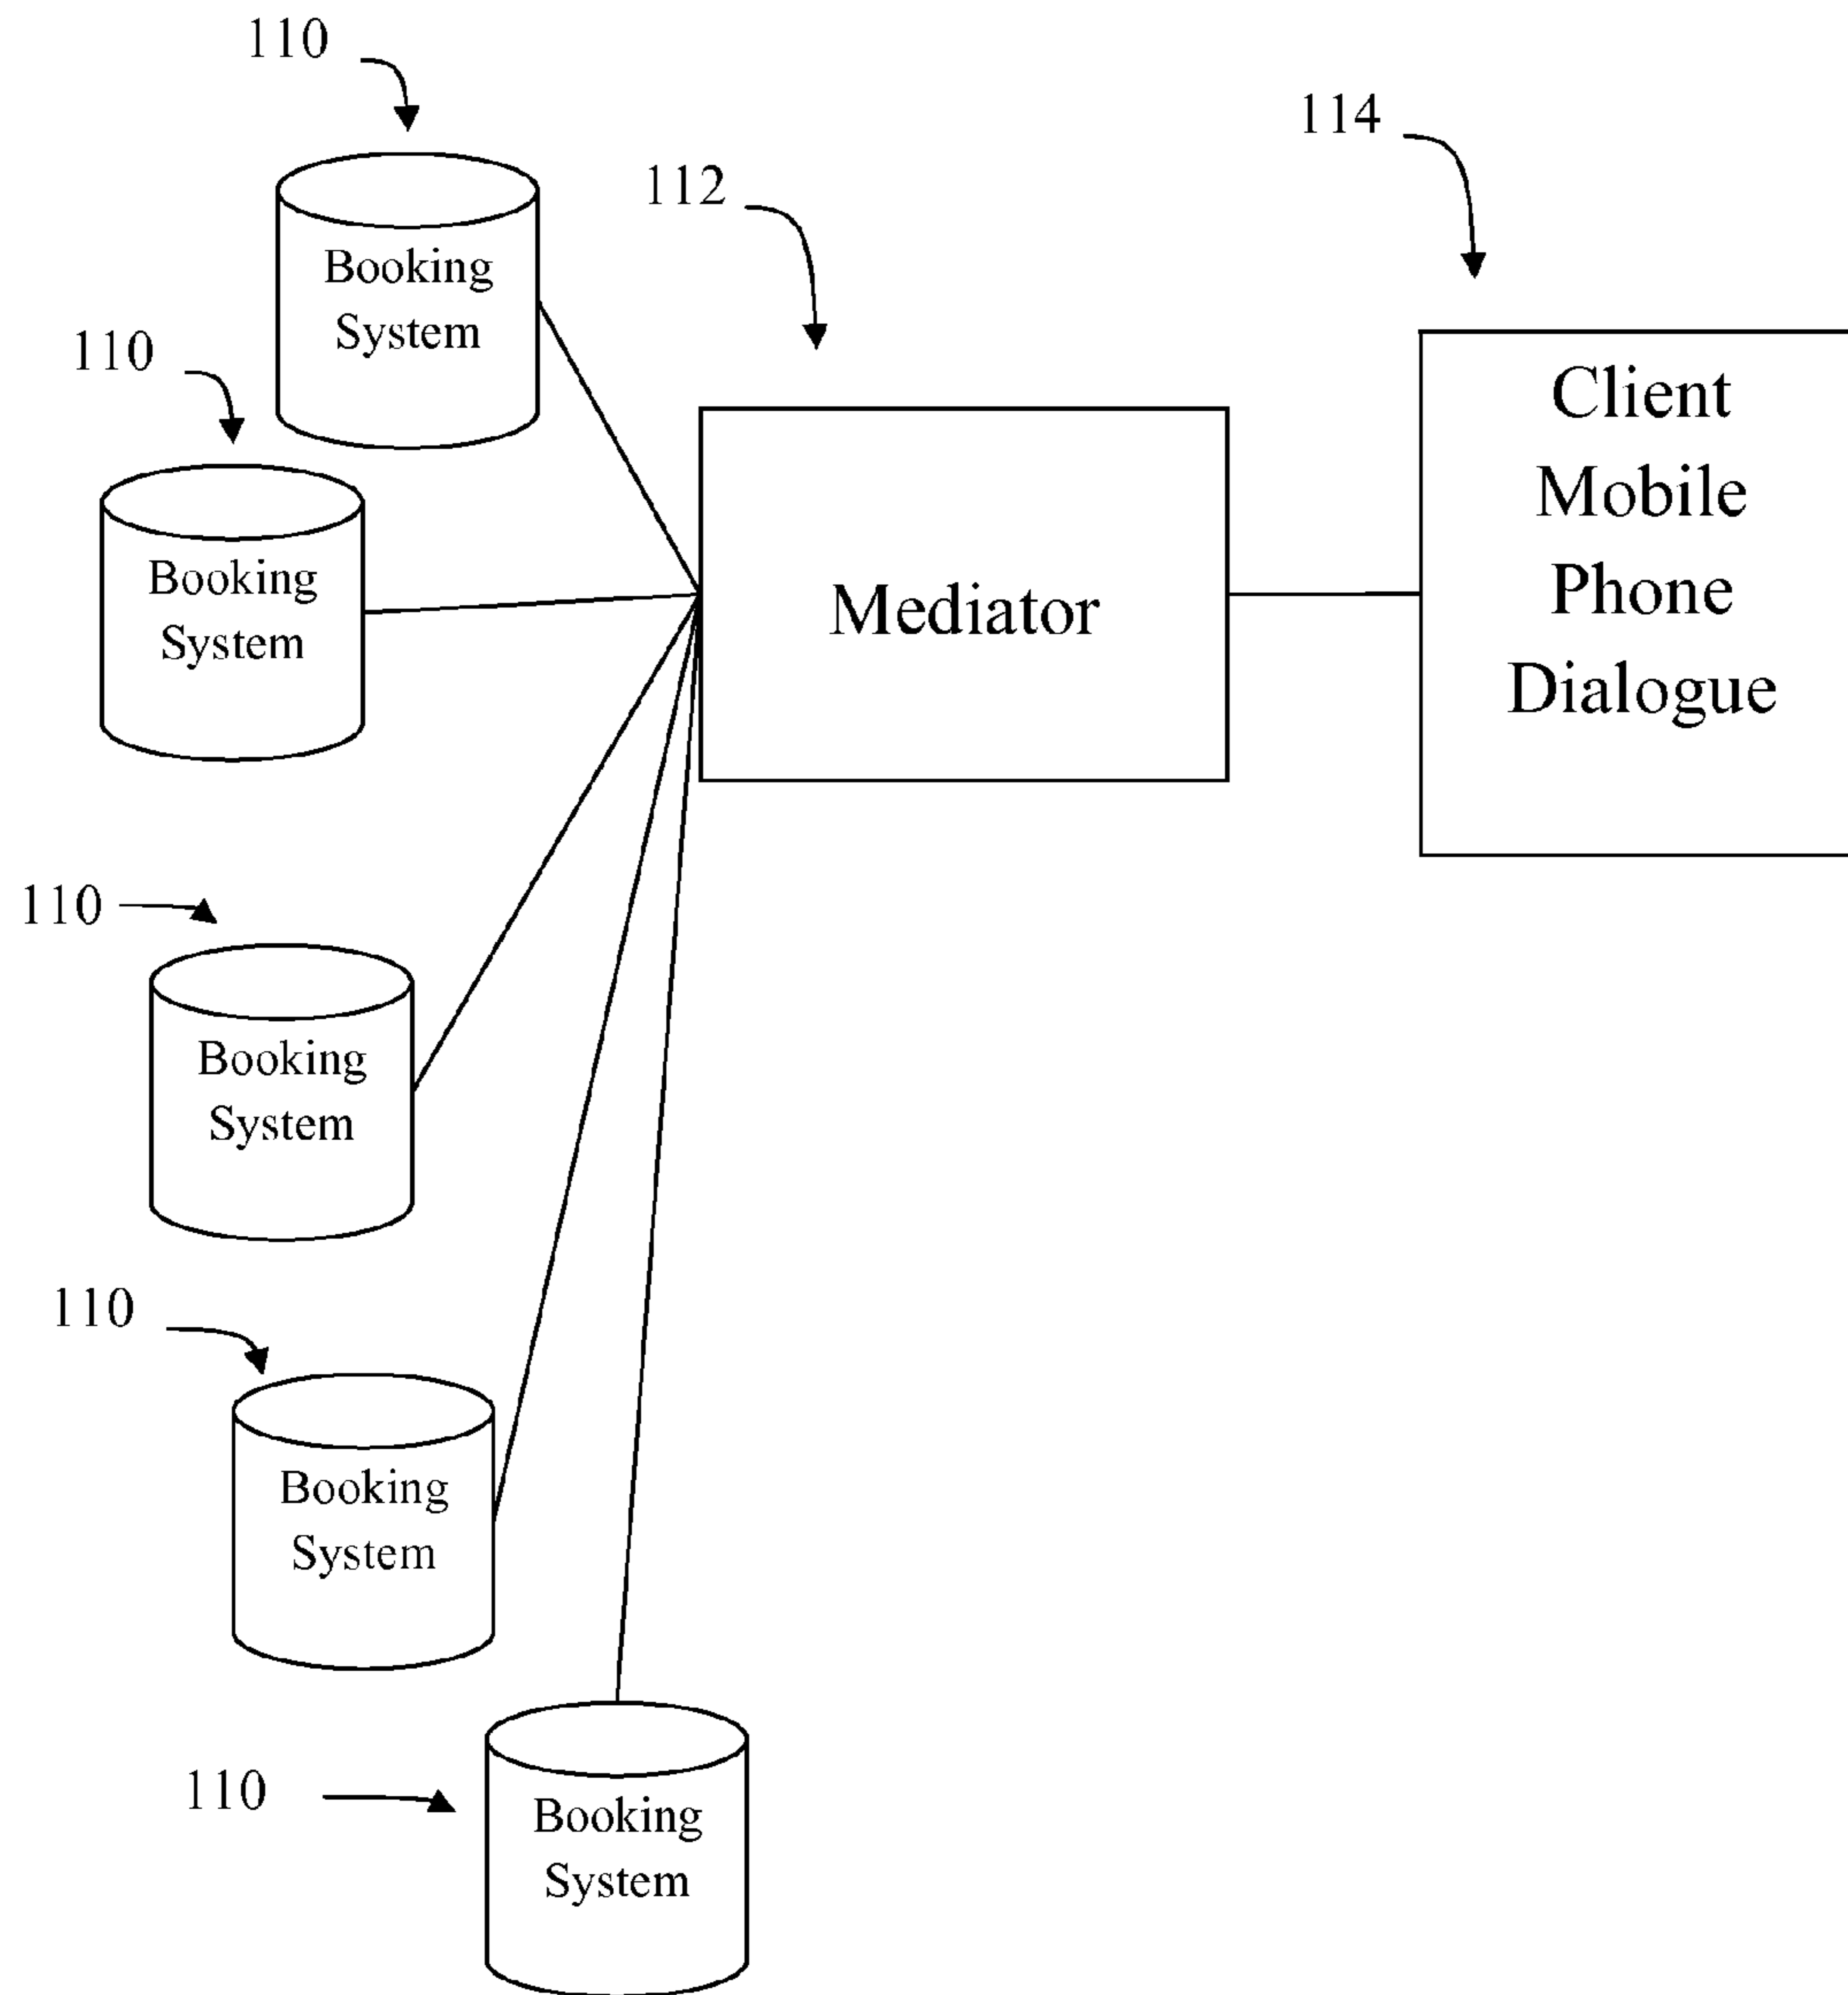 110
Booking
System
110
Booking
System
110
Booking
System
110
Booking
System
110
Booking
System
112
Mediator
114
Client
Mobile
Phone
Dialogue